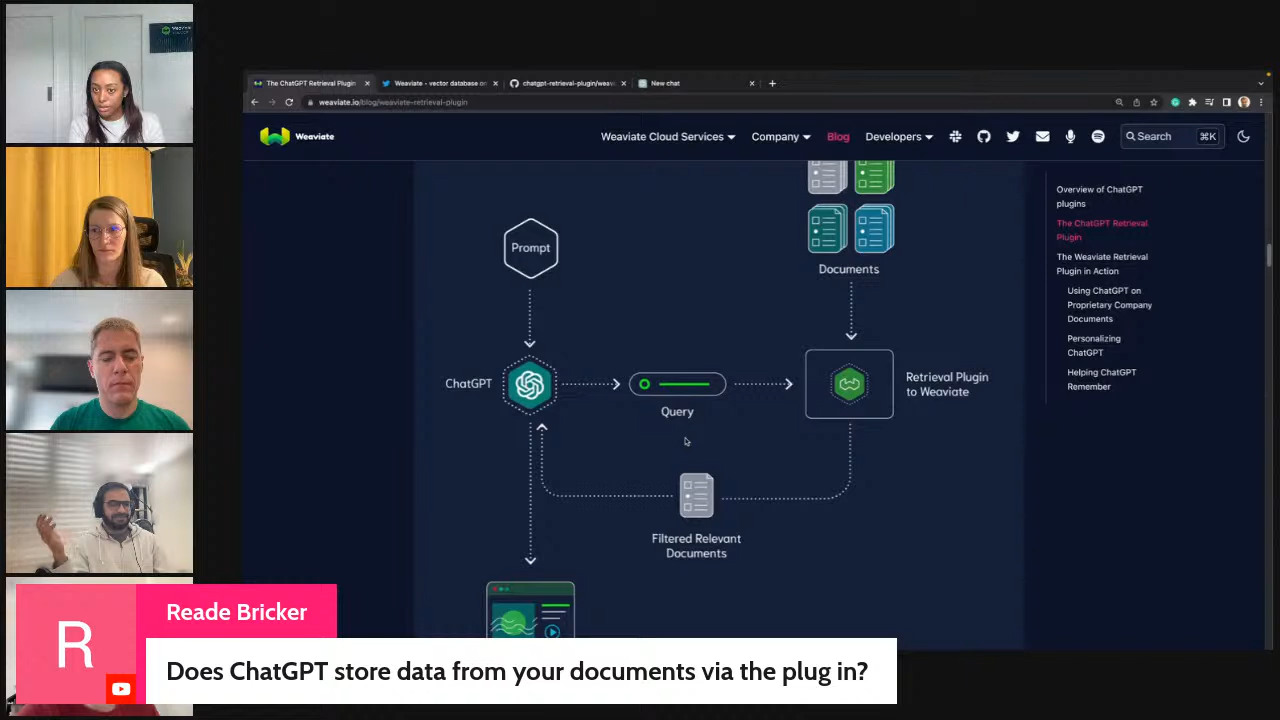 The ChatGPT Retrieval Plugin
Weaviate - vector database on
chatgpt-retrieval-plugin/weav
New chat
weaviate.io/blog/weaviate-retrieval-plugin
Weaviate
Weaviate Cloud Services
Company
Blog
Developers
Search
⌘K
Overview of ChatGPT
plugins
The ChatGPT Retrieval
Plugin
The Weaviate Retrieval
Plugin in Action
Using ChatGPT on
Proprietary Company
Documents
Personalizing
ChatGPT
Helping ChatGPT
Remember
Prompt
Documents
ChatGPT
Query
Retrieval Plugin
to Weaviate
Filtered Relevant
Documents
R
Reade Bricker
Does ChatGPT store data from your documents via the plug in?